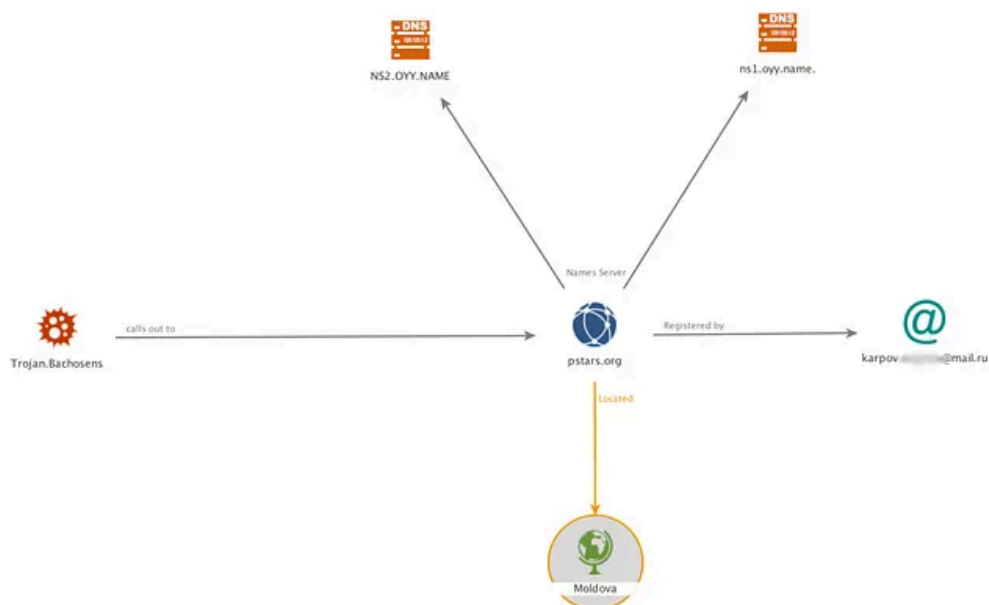 DNS
DNS
NS2.OYY.NAME
ns1.oyy.name.
Names Server
calls out to
Registered by
Trojan.Bachosens
pstars.org
karpov. @mail.ru
Located
Moldova